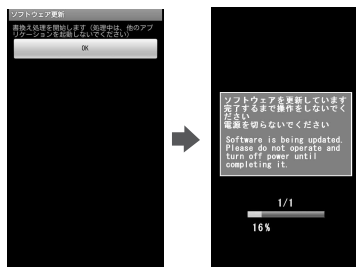 ソフトウェア更新
書換え処理を開始します（処理中は、他のアプ
リケーションを起動しないでください）
OK
ソフトウェアを更新しています
完了するまで操作をしないでく
ださい
電源を切らないでください
Software is being updated.
Please do not operate and
turn off power until
completing it.
1/1
16%